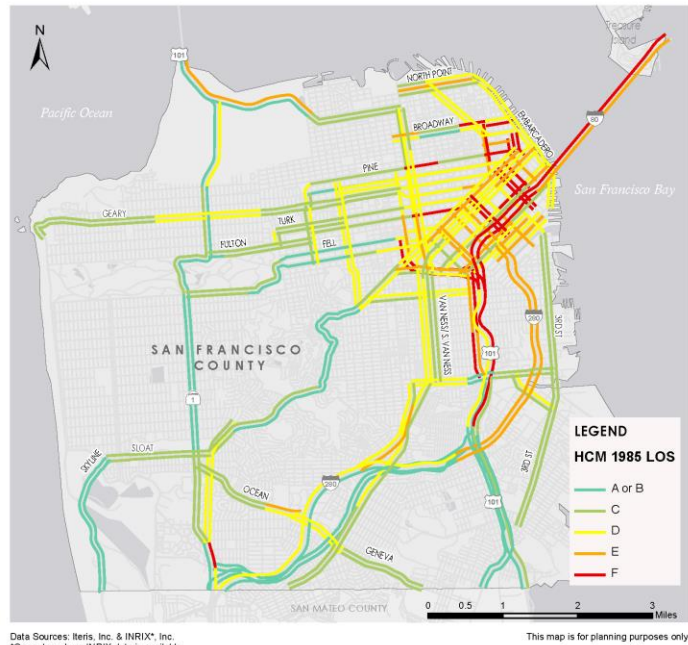 N
101
Treasure
Island
Pacific Ocean
NORTH POINT
EMBARCADERO
BROADWAY
80
San Francisco Bay
PINE
GEARY
TURK
FULTON
FELL
VAN NESS/ S. VAN NESS
280
3RD ST
101
SAN FRANCISCO
COUNTY
1
SKYLINE
SLOAT
OCEAN
280
101
3RD ST
GENEVA
SAN MATEO COUNTY
LEGEND
HCM 1985 LOS
A or B
C
D
E
F
0 0.5 1 2 3
Miles
Data Sources: Iteris, Inc. & INRIX*, Inc.
This map is for planning purposes only